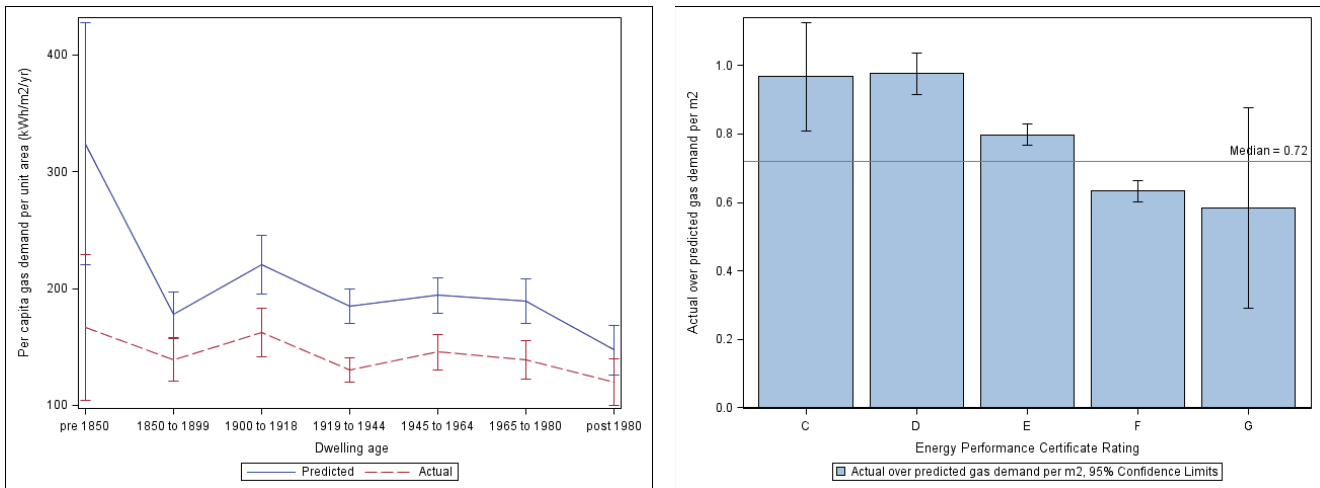 Per capita gas demand per unit area (kWh/m2/yr)
400
300
200
100
pre 1850 1850 to 1899 1900 to 1918 1919 to 1944 1945 to 1964 1965 to 1980 post 1980
Dwelling age
Predicted Actual
Actual over predicted gas demand per m2
1.0
0.8
Median = 0.72
0.6
0.4
0.2
0.0
C D E F G
Energy Performance Certificate Rating
Actual over predicted gas demand per m2, 95% Confidence Limits